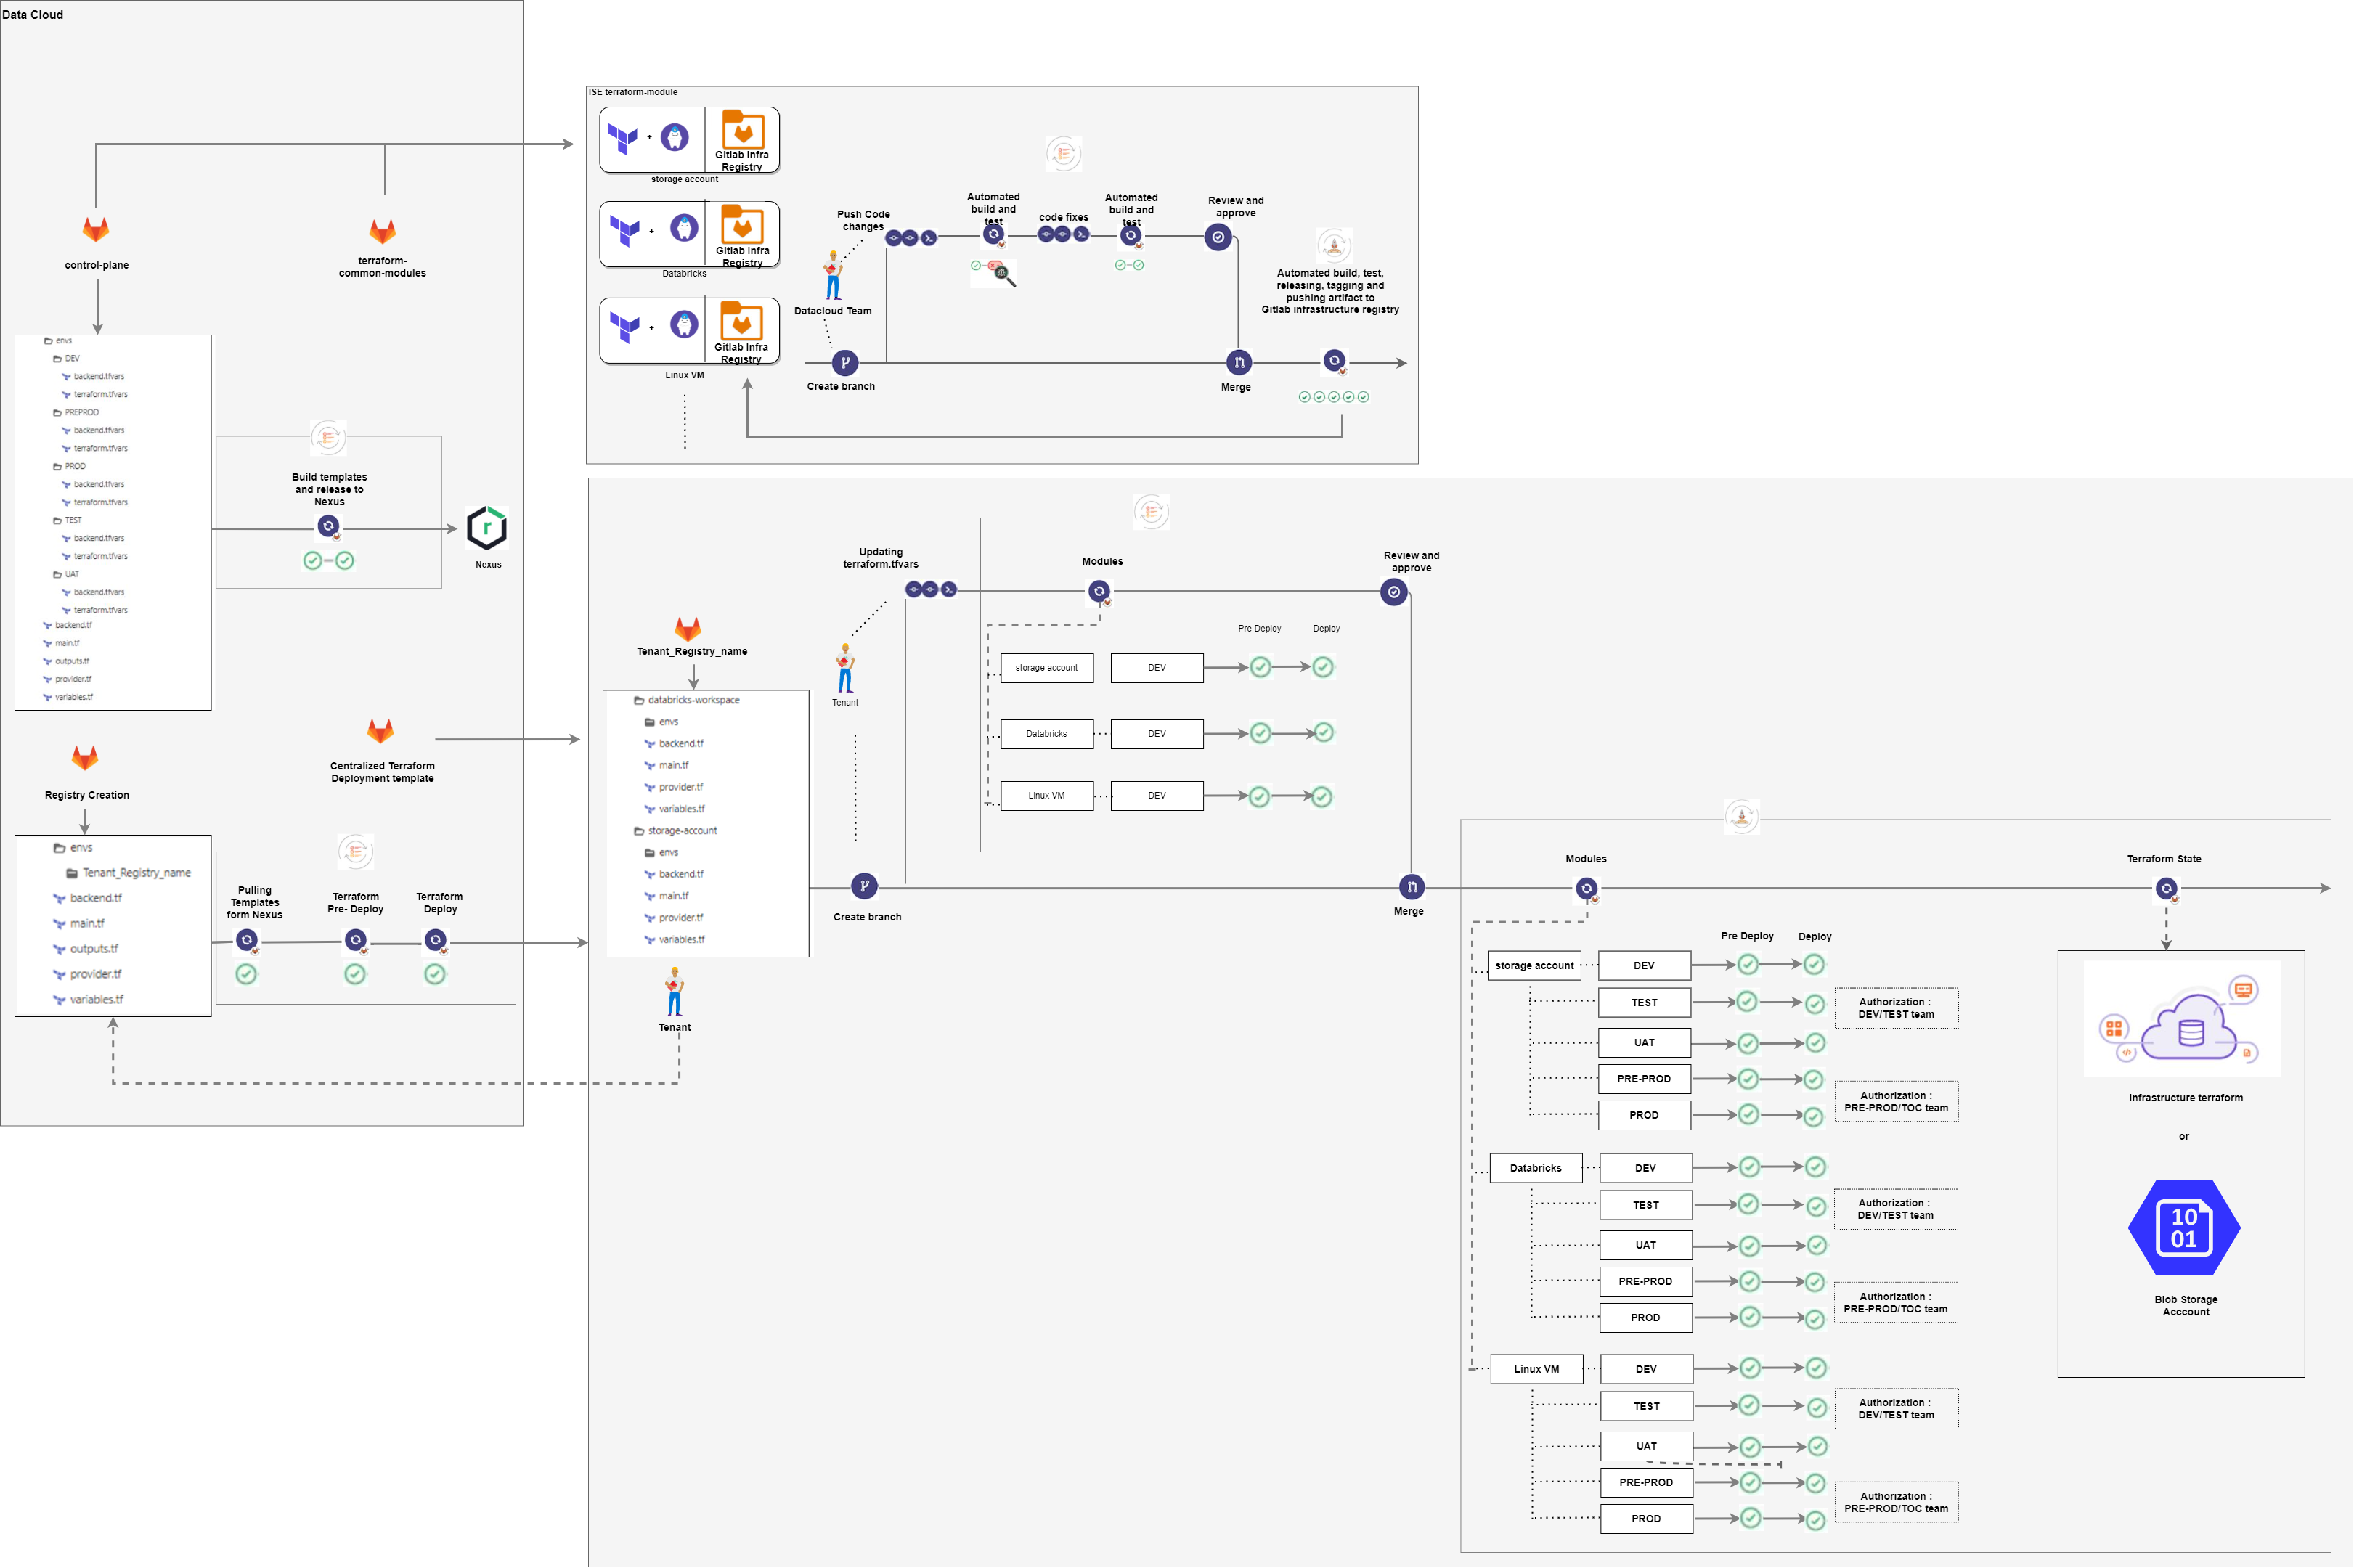 Data Cloud
control-plane
terraform-
common-modules
envs
DEV
backend.tfvars
terraform.tfvars
PREPROD
backend.tfvars
terraform.tfvars
PROD
backend.tfvars
terraform.tfvars
TEST
backend.tfvars
terraform.tfvars
UAT
backend.tfvars
terraform.tfvars
backend.tf
main.tf
outputs.tf
provider.tf
variables.tf
Build templates
and release to
Nexus
r
Nexus
Centralized Terraform
Deployment template
Registry Creation
envs
Tenant_Registry_name
backend.tf
main.tf
outputs.tf
provider.tf
variables.tf
Pulling
Templates
form Nexus
Terraform
Pre- Deploy
Terraform
Deploy
ISE terraform-module
+
Gitlab Infra
Registry
storage account
+
Gitlab Infra
Registry
Databricks
+
Gitlab Infra
Registry
Linux VM
Push Code
changes
Datacloud Team
Create branch
Automated
build and
test
code fixes
Automated
build and
test
Review and
approve
Merge
Automated build, test,
releasing, tagging and
pushing artifact to
Gitlab infrastructure registry
Tenant_Registry_name
databricks-workspace
envs
backend.tf
main.tf
provider.tf
variables.tf
storage-account
envs
backend.tf
main.tf
provider.tf
variables.tf
Tenant
Updating
terraform.tfvars
Tenant
Create branch
Modules
Pre Deploy
Deploy
storage account
DEV
Databricks
DEV
Linux VM
DEV
Review and
approve
Merge
Modules
Terraform State
Pre Deploy
Deploy
storage account
DEV
TEST
Authorization :
DEV/TEST team
UAT
PRE-PROD
Authorization :
PRE-PROD/TOC team
PROD
Databricks
DEV
TEST
Authorization :
DEV/TEST team
UAT
PRE-PROD
Authorization :
PRE-PROD/TOC team
PROD
Linux VM
DEV
TEST
Authorization :
DEV/TEST team
UAT
PRE-PROD
Authorization :
PRE-PROD/TOC team
PROD
Infrastructure terraform
or
10
01
Blob Storage
Acccount